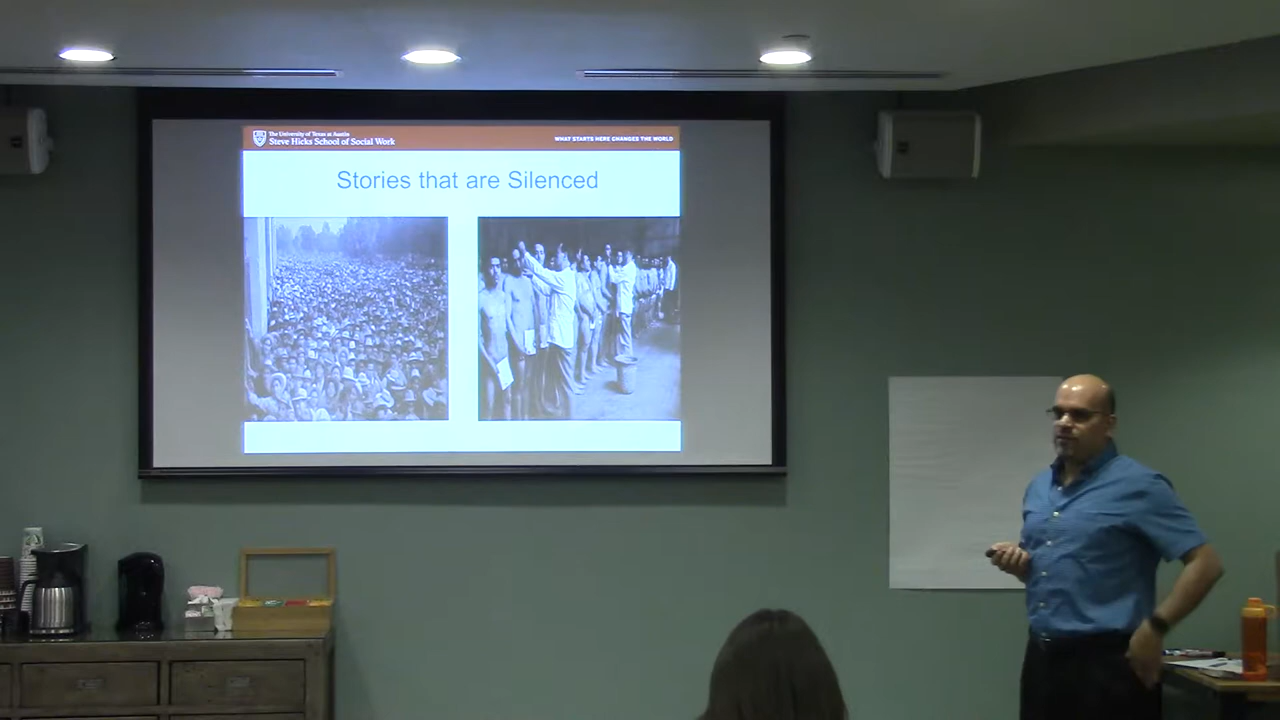 The University of Texas at Austin
Steve Hicks School of Social Work
WHAT STARTS HERE CHANGES THE WORLD
Stories that are Silenced